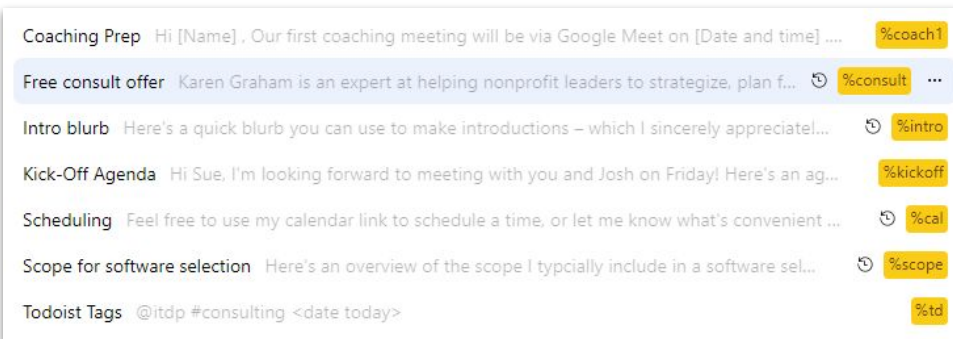 Coaching Prep Hi [Name] , Our first coaching meeting will be via Google Meet on [Date and time] .... %coach1
Free consult offer Karen Graham is an expert at helping nonprofit leaders to strategize, plan f... %consult ...
Intro blurb Here's a quick blurb you can use to make introductions – which I sincerely appreciatel... %intro
Kick-Off Agenda Hi Sue, I'm looking forward to meeting with you and Josh on Friday! Here's an ag... %kickoff
Scheduling Feel free to use my calendar link to schedule a time, or let me know what's convenient ... %cal
Scope for software selection Here's an overview of the scope I typcially include in a software sel... %scope
Todoist Tags @itdp #consulting <date today> %td